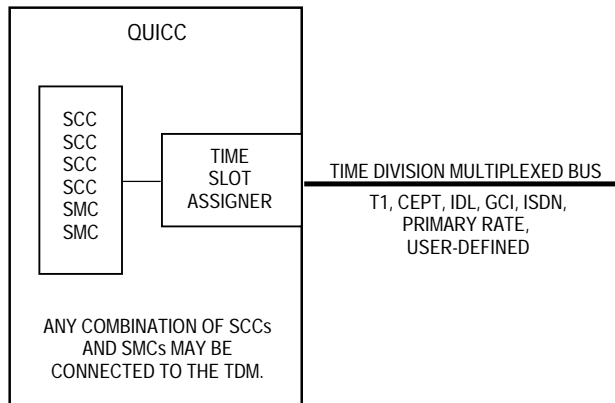 QUICC
SCC
SCC
SCC
SCC
SMC
SMC
TIME
SLOT
ASSIGNER
TIME DIVISION MULTIPLEXED BUS
T1, CEPT, IDL, GCI, ISDN,
PRIMARY RATE,
USER-DEFINED
ANY COMBINATION OF SCCs
AND SMCs MAY BE
CONNECTED TO THE TDM.